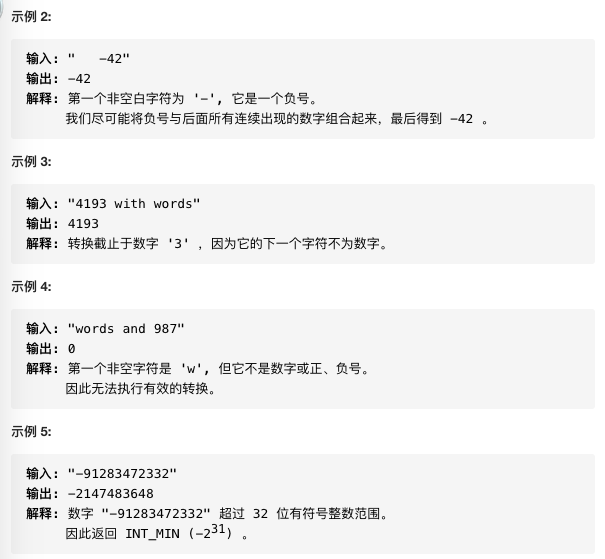 示例 2:
输入: "   -42"
输出: -42
解释: 第一个非空白字符为 '-', 它是一个负号。
我们尽可能将负号与后面所有连续出现的数字组合起来，最后得到 -42 。
示例 3:
输入: "4193 with words"
输出: 4193
解释: 转换截止于数字 '3' ，因为它的下一个字符不为数字。
示例 4:
输入: "words and 987"
输出: 0
解释: 第一个非空字符是 'w', 但它不是数字或正、负号。
因此无法执行有效的转换。
示例 5:
输入: "-91283472332"
输出: -2147483648
解释: 数字 "-91283472332" 超过 32 位有符号整数范围。
因此返回 INT_MIN (−2³¹) 。